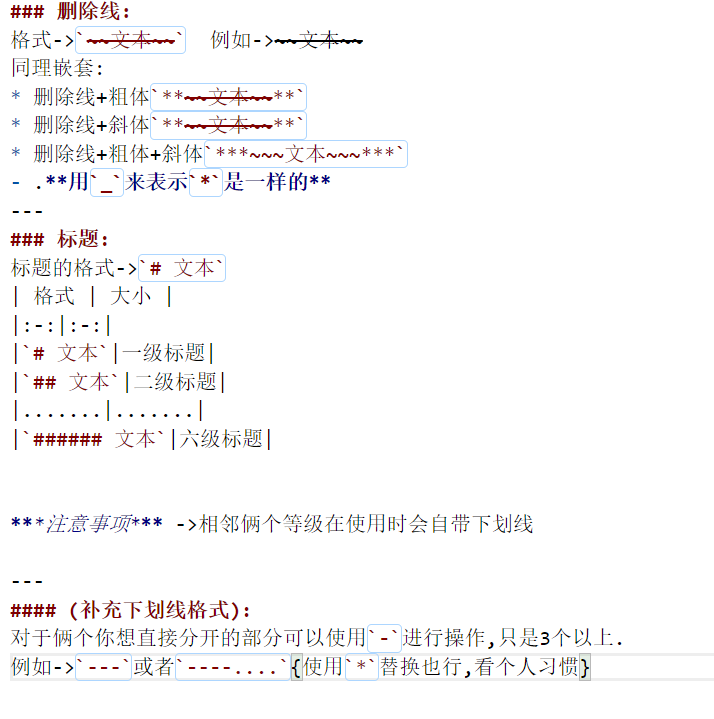 ### 删除线:
格式->`~~文本~~`  例如->~~文本~~
同理嵌套:
* 删除线+粗体`**~~文本~~**`
* 删除线+斜体`**~~文本~~**`
* 删除线+粗体+斜体`***~~~文本~~~***`
- .**用`_`来表示`*`是一样的**
---
### 标题:
标题的格式->`# 文本`
| 格式 | 大小 |
|:-:|:-:|
|`# 文本`|一级标题|
|`## 文本`|二级标题|
|.......|.......|
|`###### 文本`|六级标题|
***注意事项*** ->相邻俩个等级在使用时会自带下划线
---
#### (补充下划线格式):
对于俩个你想直接分开的部分可以使用`-`进行操作,只是3个以上.
例如->`---`或者`----....`{使用`*`替换也行,看个人习惯}